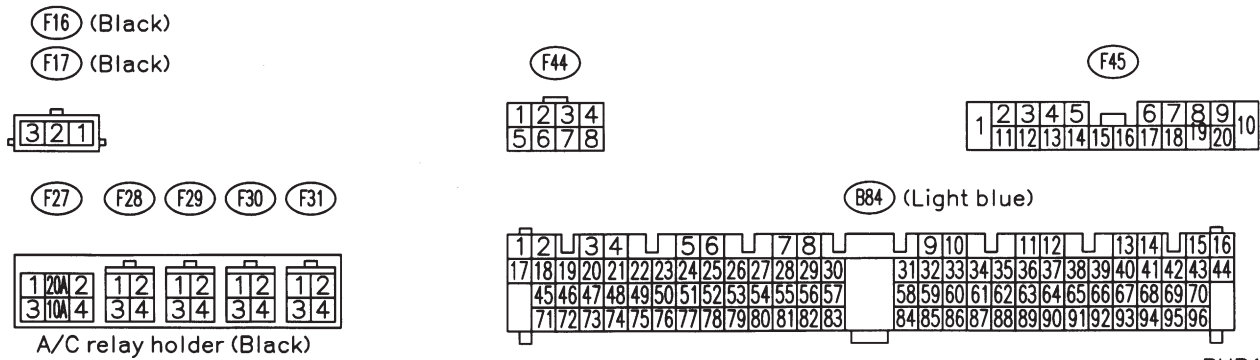 F16 (Black)
F17 (Black)
F44
F45
3 2 1
1 2 3 4
5 6 7 8
1 2 3 4 5 6 7 8 9 10
11 12 13 14 15 16 17 18 19 20
F27 F28 F29 F30 F31
B84 (Light blue)
1 20A 2 1 2 1 2 1 2 1 2
3 10A 4 3 4 3 4 3 4 3 4
A/C relay holder (Black)
1 2 3 4 5 6 7 8 9 10 11 12 13 14 15 16
17 18 19 20 21 22 23 24 25 26 27 28 29 30 31 32 33 34 35 36 37 38 39 40 41 42 43 44
45 46 47 48 49 50 51 52 53 54 55 56 57 58 59 60 61 62 63 64 65 66 67 68 69 70
71 72 73 74 75 76 77 78 79 80 81 82 83 84 85 86 87 88 89 90 91 92 93 94 95 96